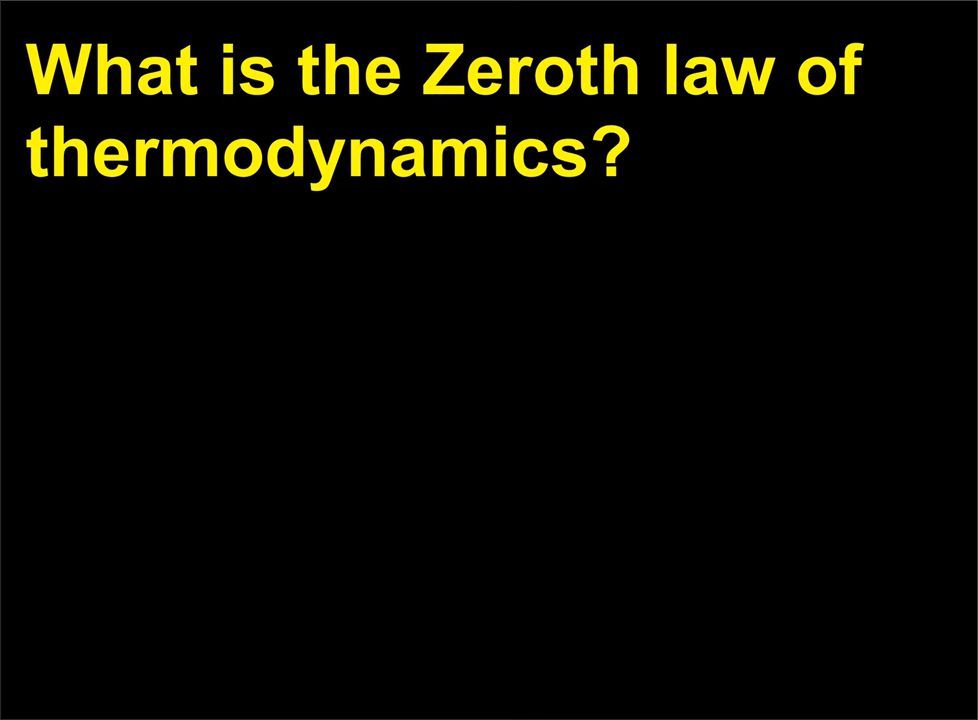 What is the Zeroth law of
thermodynamics?